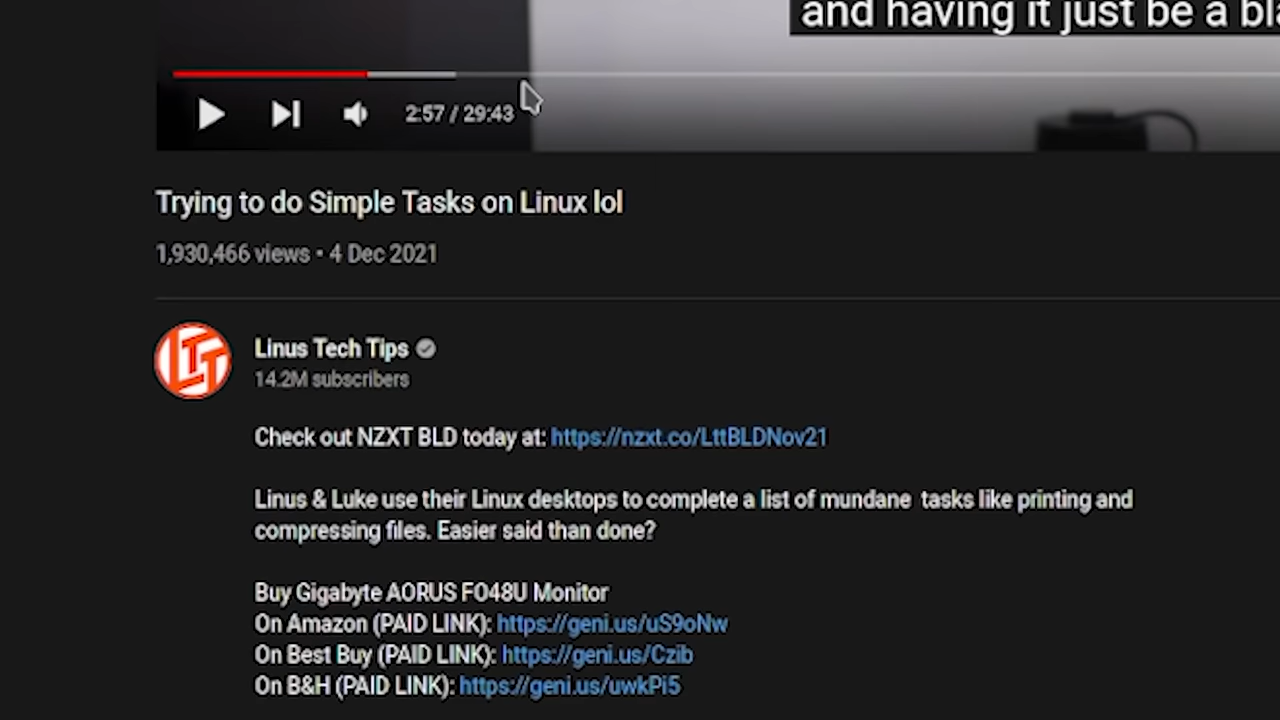 and having it just be a bla
2:57 / 29:43
Trying to do Simple Tasks on Linux lol
1,930,466 views • 4 Dec 2021
LTT
Linus Tech Tips
14.2M subscribers
Check out NZXT BLD today at: https://nzxt.co/LttBLDNov21
Linus & Luke use their Linux desktops to complete a list of mundane  tasks like printing and
compressing files. Easier said than done?
Buy Gigabyte AORUS FO48U Monitor
On Amazon (PAID LINK): https://geni.us/uS9oNw
On Best Buy (PAID LINK): https://geni.us/Czib
On B&H (PAID LINK): https://geni.us/uwkPi5